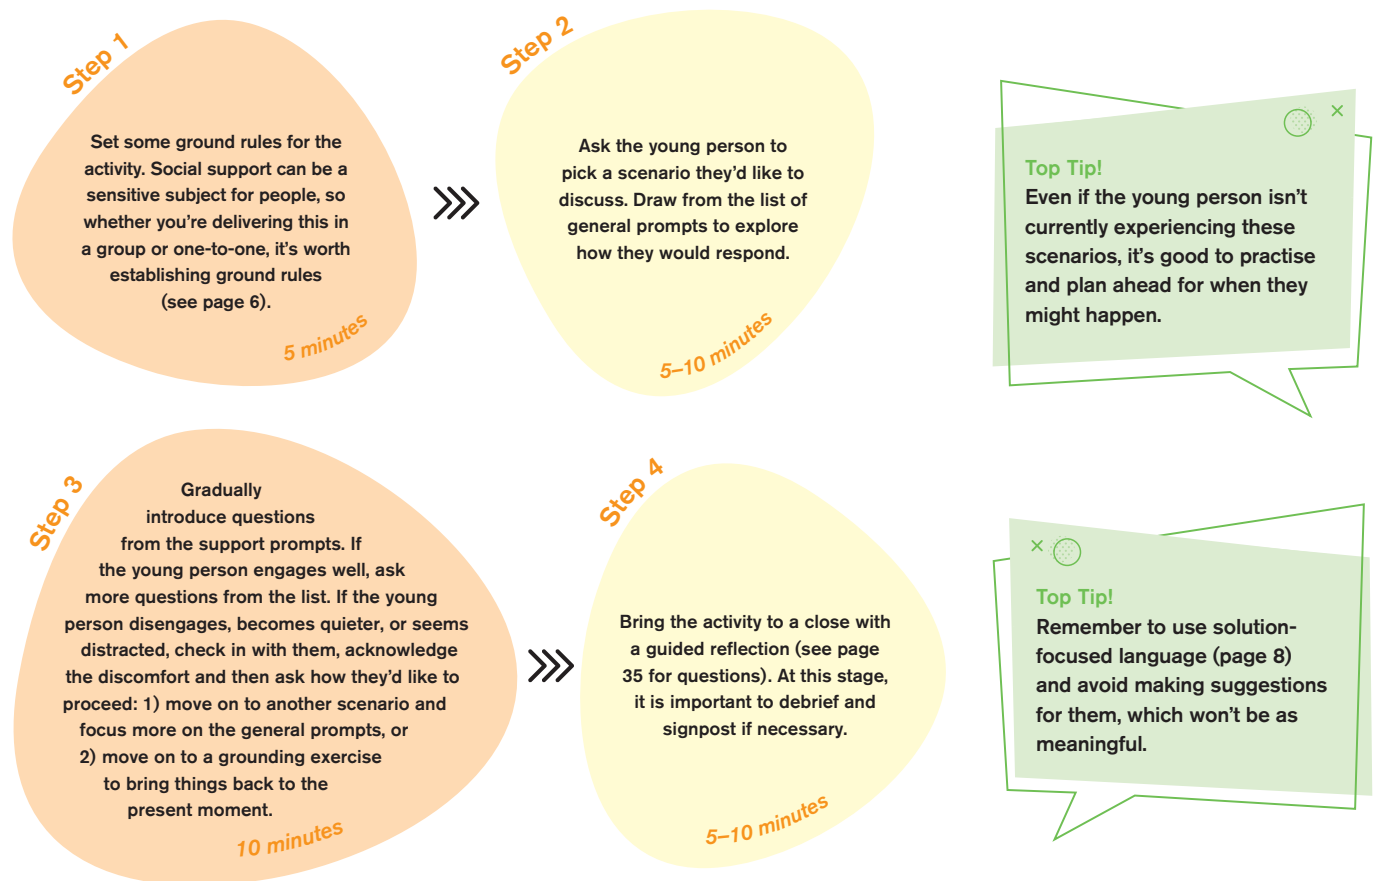 Step 1
Set some ground rules for the
activity. Social support can be a
sensitive subject for people, so
whether you're delivering this in
a group or one-to-one, it's worth
establishing ground rules
(see page 6).
5 minutes
Step 2
Ask the young person to
pick a scenario they'd like to
discuss. Draw from the list of
general prompts to explore
how they would respond.
5–10 minutes
Top Tip!
Even if the young person isn't
currently experiencing these
scenarios, it's good to practise
and plan ahead for when they
might happen.
Step 3
Gradually
introduce questions
from the support prompts. If
the young person engages well, ask
more questions from the list. If the young
person disengages, becomes quieter, or seems
distracted, check in with them, acknowledge
the discomfort and then ask how they'd like to
proceed: 1) move on to another scenario and
focus more on the general prompts, or
2) move on to a grounding exercise
to bring things back to the
present moment.
10 minutes
Step 4
Bring the activity to a close with
a guided reflection (see page
35 for questions). At this stage,
it is important to debrief and
signpost if necessary.
5–10 minutes
Top Tip!
Remember to use solution-
focused language (page 8)
and avoid making suggestions
for them, which won't be as
meaningful.